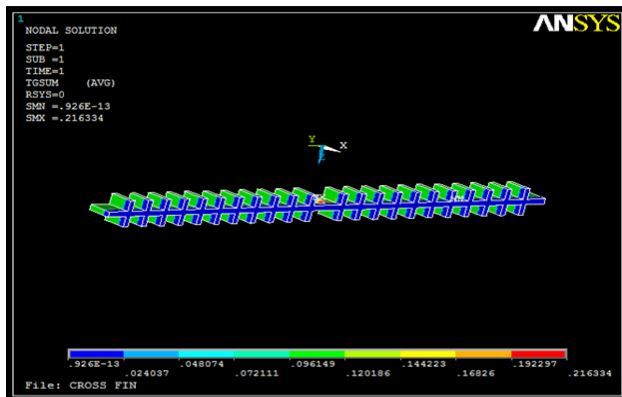 1
ANSYS
NODAL SOLUTION
STEP=1
SUB =1
TIME=1
TGSUM (AVG)
RSYS=0
SMN =.926E-13
SMX =.216334
Y
X
.926E-13 .048074 .096149 .144223 .192297
.024037 .072111 .120186 .16826 .216334
File: CROSS FIN